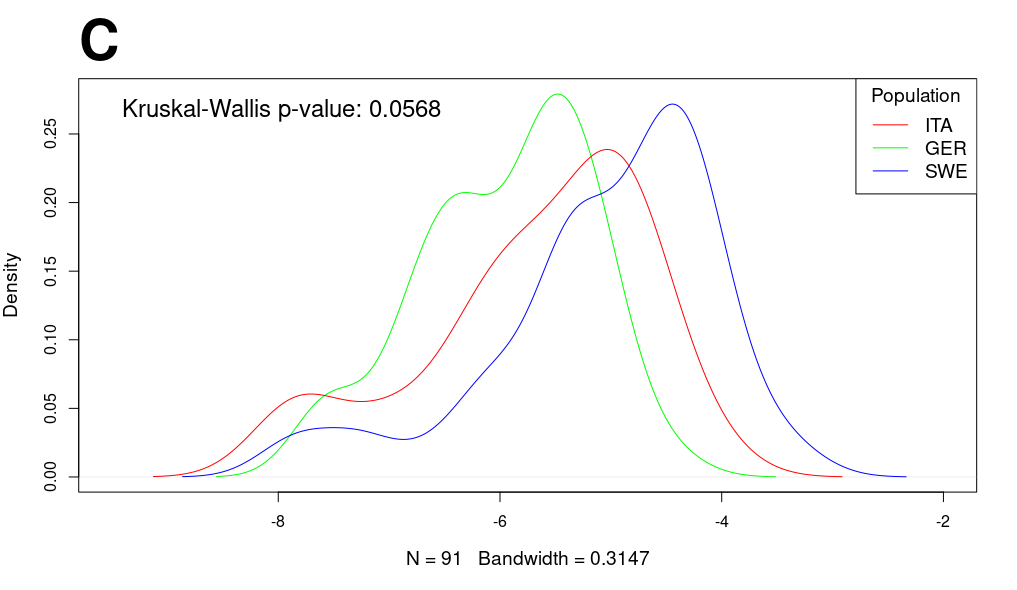 C
Kruskal-Wallis p-value: 0.0568
Population
ITA
GER
SWE
Density
0.25
0.20
0.15
0.10
0.05
0.00
-8 -6 -4 -2
N = 91 Bandwidth = 0.3147